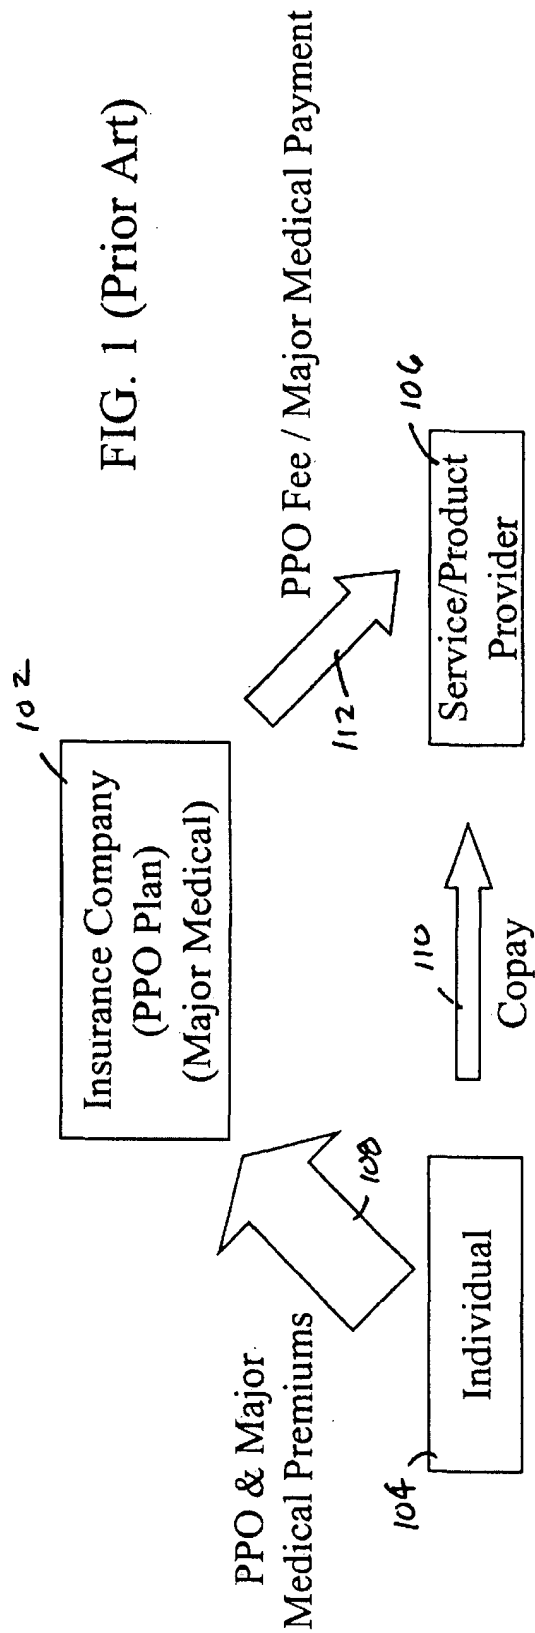 FIG. 1 (Prior Art)
102
Insurance Company
(PPO Plan)
(Major Medical)
PPO & Major
Medical Premiums
108
112
PPO Fee / Major Medical Payment
104
Individual
110
Copay
106
Service/Product
Provider